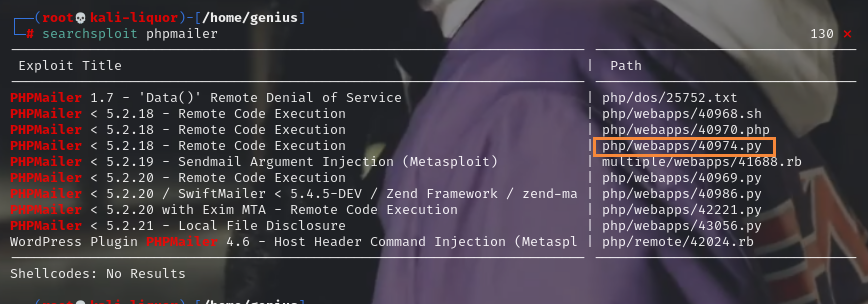 ┌──(root💀kali-liquor)-[/home/genius]
└─# searchsploit phpmailer 130 ⨯
Exploit Title | Path
PHPMailer 1.7 - 'Data()' Remote Denial of Service | php/dos/25752.txt
PHPMailer < 5.2.18 - Remote Code Execution | php/webapps/40968.sh
PHPMailer < 5.2.18 - Remote Code Execution | php/webapps/40970.php
PHPMailer < 5.2.18 - Remote Code Execution | php/webapps/40974.py
PHPMailer < 5.2.19 - Sendmail Argument Injection (Metasploit) | multiple/webapps/41688.rb
PHPMailer < 5.2.20 - Remote Code Execution | php/webapps/40969.py
PHPMailer < 5.2.20 / SwiftMailer < 5.4.5-DEV / Zend Framework / zend-ma | php/webapps/40986.py
PHPMailer < 5.2.20 with Exim MTA - Remote Code Execution | php/webapps/42221.py
PHPMailer < 5.2.21 - Local File Disclosure | php/webapps/43056.py
WordPress Plugin PHPMailer 4.6 - Host Header Command Injection (Metaspl | php/remote/42024.rb
Shellcodes: No Results
┌──(root💀kali-liquor)-[/home/genius]